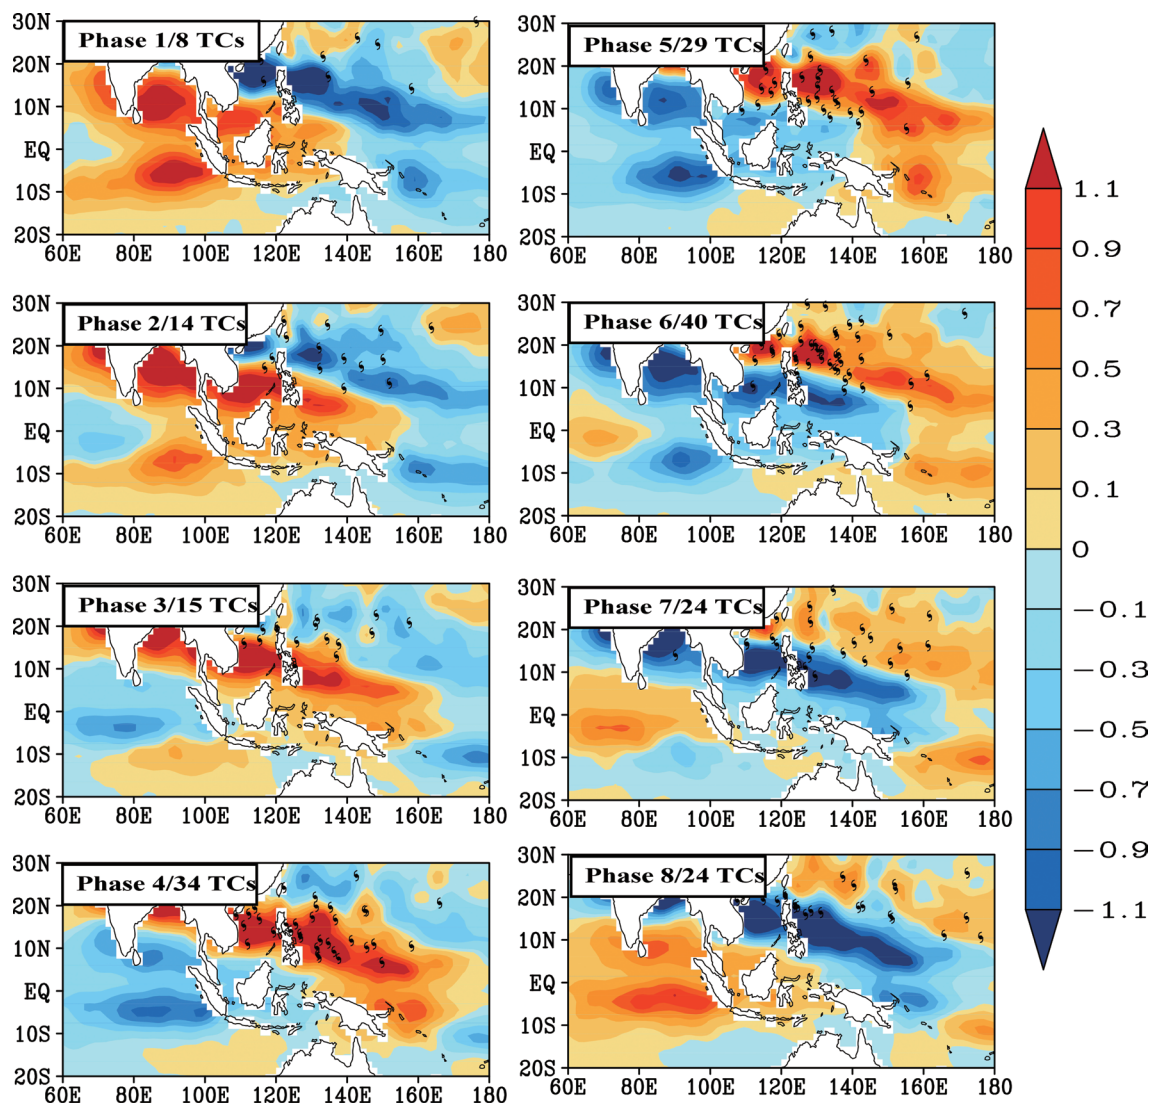 30N
20N
10N
EQ
10S
20S
Phase 1/8 TCs
60E 80E 100E 120E 140E 160E 180
30N
20N
10N
EQ
10S
20S
Phase 5/29 TCs
60E 80E 100E 120E 140E 160E 180
30N
20N
10N
EQ
10S
20S
Phase 2/14 TCs
60E 80E 100E 120E 140E 160E 180
30N
20N
10N
EQ
10S
20S
Phase 6/40 TCs
60E 80E 100E 120E 140E 160E 180
30N
20N
10N
EQ
10S
20S
Phase 3/15 TCs
60E 80E 100E 120E 140E 160E 180
30N
20N
10N
EQ
10S
20S
Phase 7/24 TCs
60E 80E 100E 120E 140E 160E 180
30N
20N
10N
EQ
10S
20S
Phase 4/34 TCs
60E 80E 100E 120E 140E 160E 180
30N
20N
10N
EQ
10S
20S
Phase 8/24 TCs
60E 80E 100E 120E 140E 160E 180
1.1
0.9
0.7
0.5
0.3
0.1
0
−0.1
−0.3
−0.5
−0.7
−0.9
−1.1